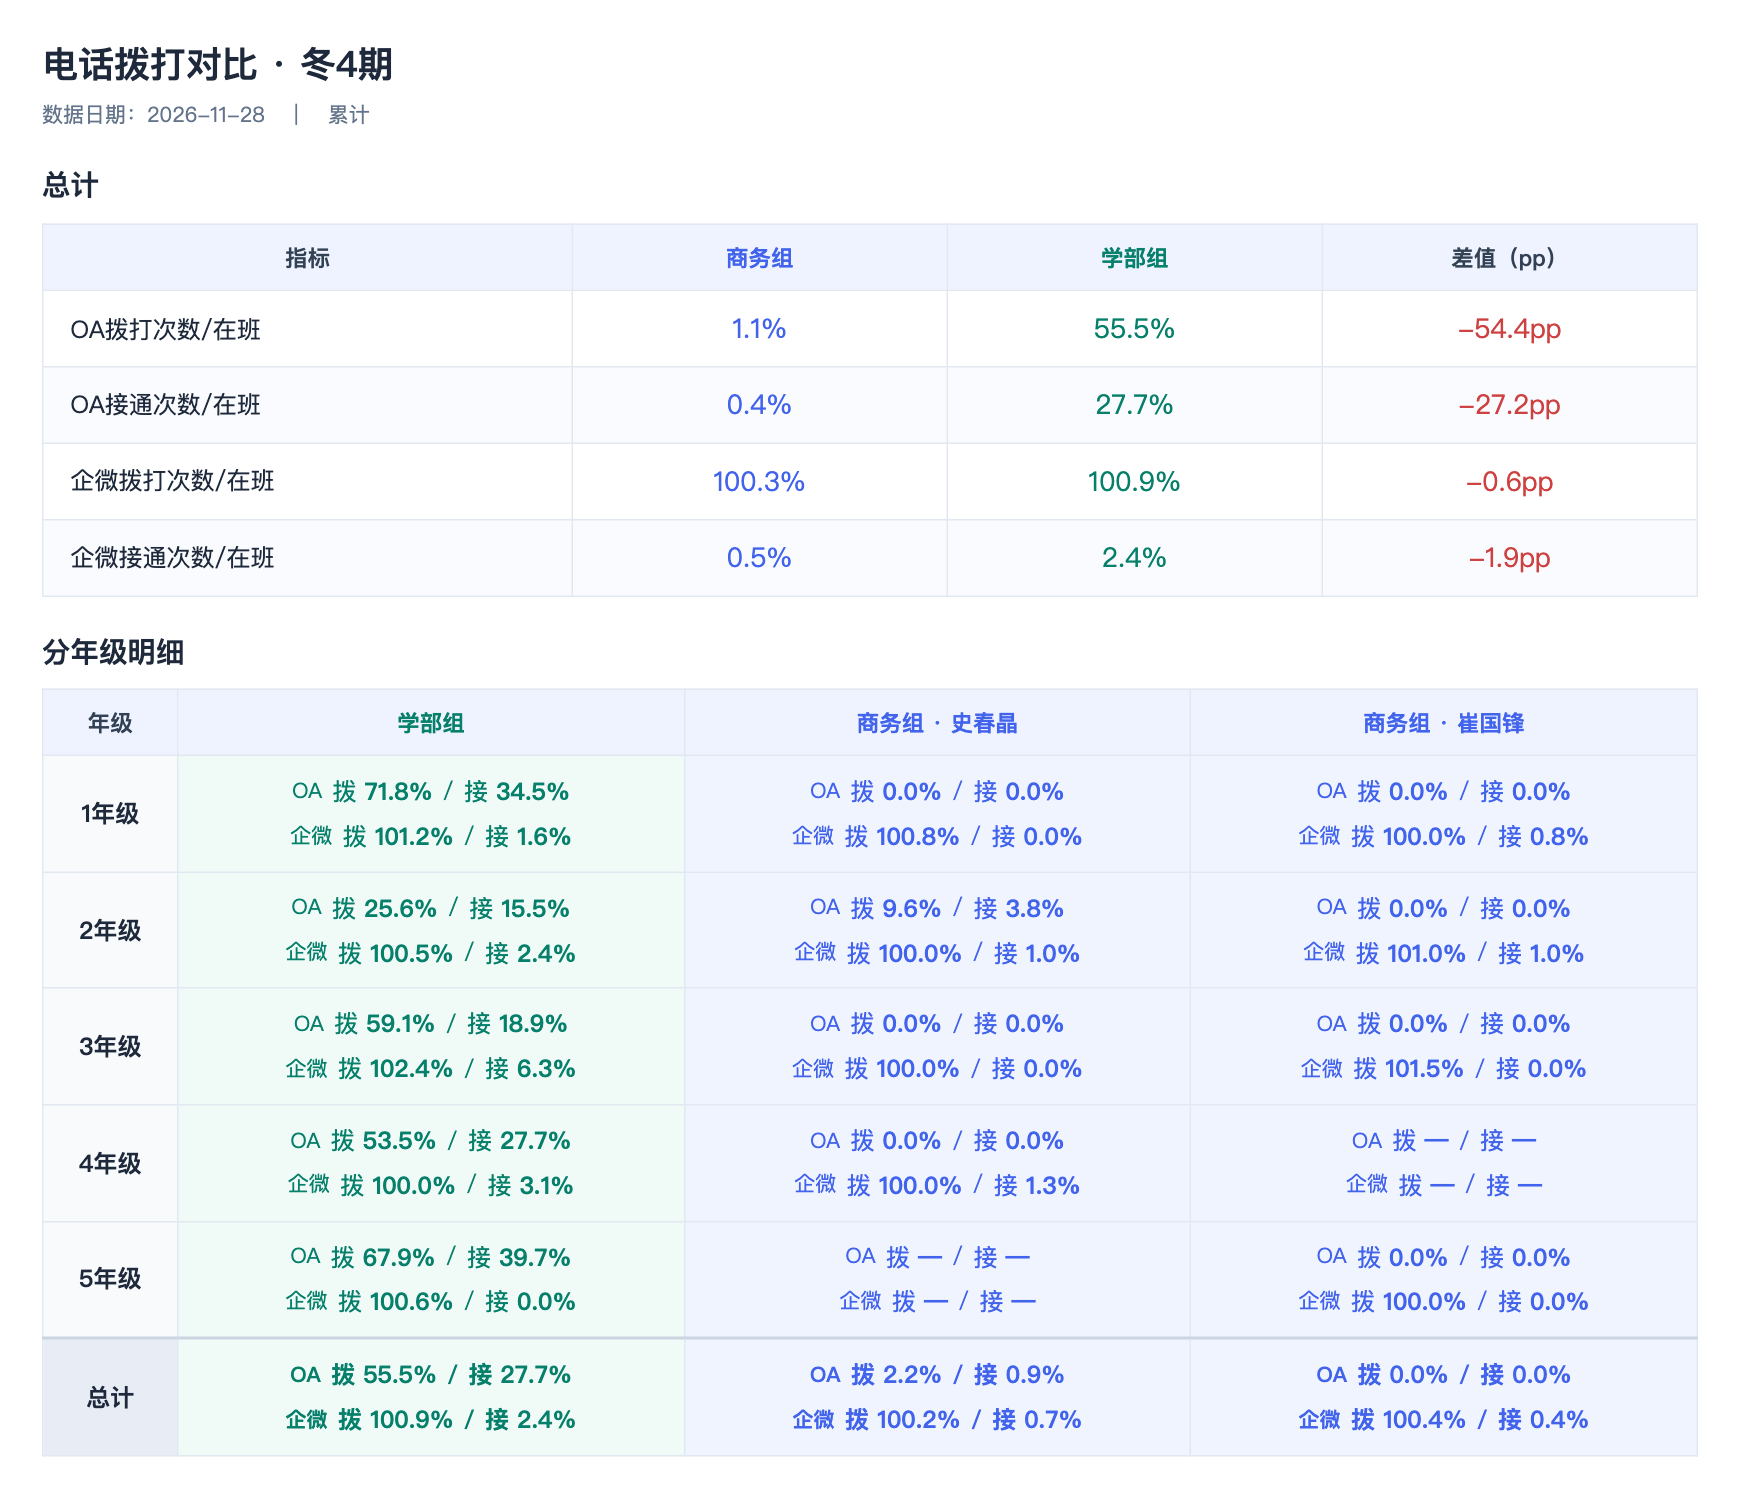 电话拨打对比 · 冬4期
数据日期：2026-11-28 | 累计
总计
指标 商务组 学部组 差值（pp）
OA拨打次数/在班 1.1% 55.5% −54.4pp
OA接通次数/在班 0.4% 27.7% −27.2pp
企微拨打次数/在班 100.3% 100.9% −0.6pp
企微接通次数/在班 0.5% 2.4% −1.9pp
分年级明细
年级 学部组 商务组 · 史春晶 商务组 · 崔国锋
1年级
OA 拨 71.8% / 接 34.5%
企微 拨 101.2% / 接 1.6%
OA 拨 0.0% / 接 0.0%
企微 拨 100.8% / 接 0.0%
OA 拨 0.0% / 接 0.0%
企微 拨 100.0% / 接 0.8%
2年级
OA 拨 25.6% / 接 15.5%
企微 拨 100.5% / 接 2.4%
OA 拨 9.6% / 接 3.8%
企微 拨 100.0% / 接 1.0%
OA 拨 0.0% / 接 0.0%
企微 拨 101.0% / 接 1.0%
3年级
OA 拨 59.1% / 接 18.9%
企微 拨 102.4% / 接 6.3%
OA 拨 0.0% / 接 0.0%
企微 拨 100.0% / 接 0.0%
OA 拨 0.0% / 接 0.0%
企微 拨 101.5% / 接 0.0%
4年级
OA 拨 53.5% / 接 27.7%
企微 拨 100.0% / 接 3.1%
OA 拨 0.0% / 接 0.0%
企微 拨 100.0% / 接 1.3%
OA 拨 — / 接 —
企微 拨 — / 接 —
5年级
OA 拨 67.9% / 接 39.7%
企微 拨 100.6% / 接 0.0%
OA 拨 — / 接 —
企微 拨 — / 接 —
OA 拨 0.0% / 接 0.0%
企微 拨 100.0% / 接 0.0%
总计
OA 拨 55.5% / 接 27.7%
企微 拨 100.9% / 接 2.4%
OA 拨 2.2% / 接 0.9%
企微 拨 100.2% / 接 0.7%
OA 拨 0.0% / 接 0.0%
企微 拨 100.4% / 接 0.4%